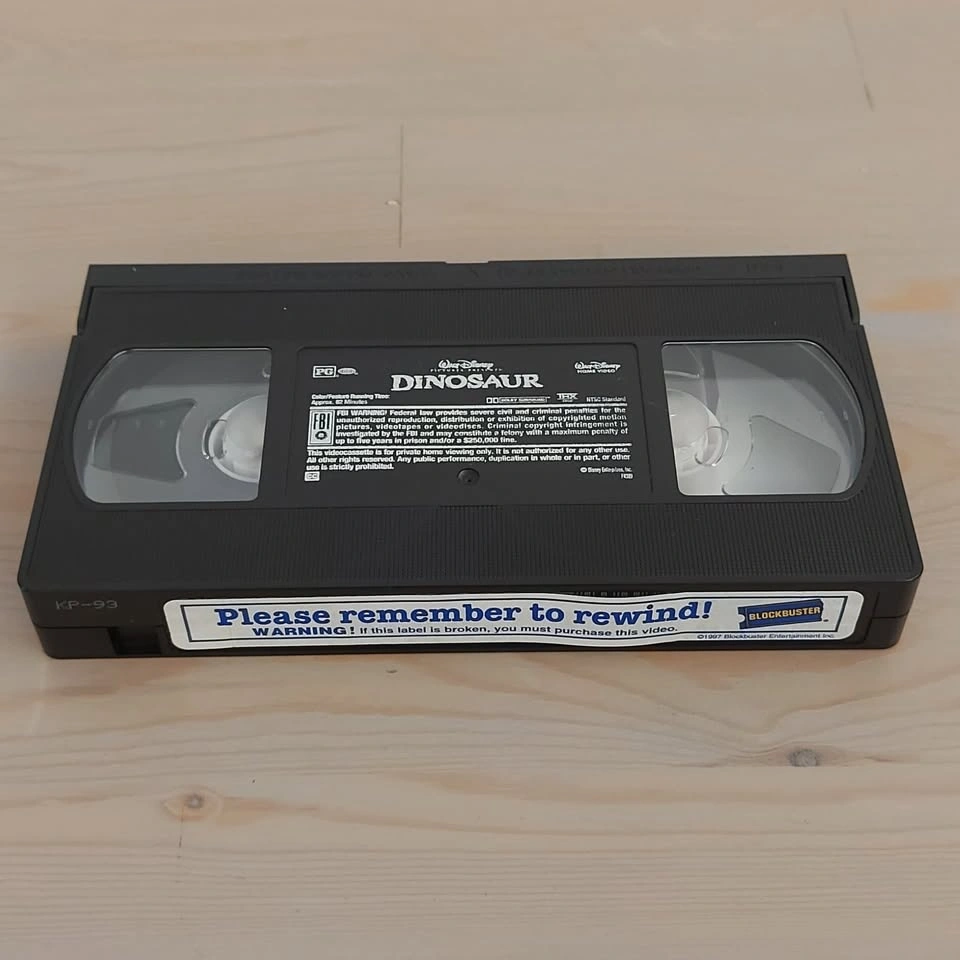 PG
Walt Disney
PICTURES PRESENTS
DINOSAUR
Walt Disney
HOME VIDEO
Color/Feature Running Time:
Approx. 82 Minutes
DOLBY SURROUND
THX
NTSC Standard
FBI
FBI WARNING! Federal law provides severe civil and criminal penalties for the
unauthorized reproduction, distribution or exhibition of copyrighted motion
pictures, videotapes or videodiscs. Criminal copyright infringement is
investigated by the FBI and may constitute a felony with a maximum penalty of
up to five years in prison and/or a $250,000 fine.
This videocassette is for private home viewing only. It is not authorized for any other use.
All other rights reserved. Any public performance, duplication in whole or in part, or other
use is strictly prohibited.
© Disney Enterprises, Inc.
KP-93
Please remember to rewind!
WARNING! If this label is broken, you must purchase this video.
BLOCKBUSTER
©1997 Blockbuster Entertainment Inc.